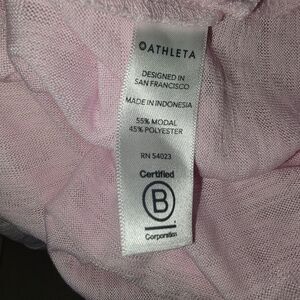 ATHLETA
DESIGNED IN
SAN FRANCISCO
MADE IN INDONESIA
55% MODAL
45% POLYESTER
RN 54023
Certified
B
Corporation